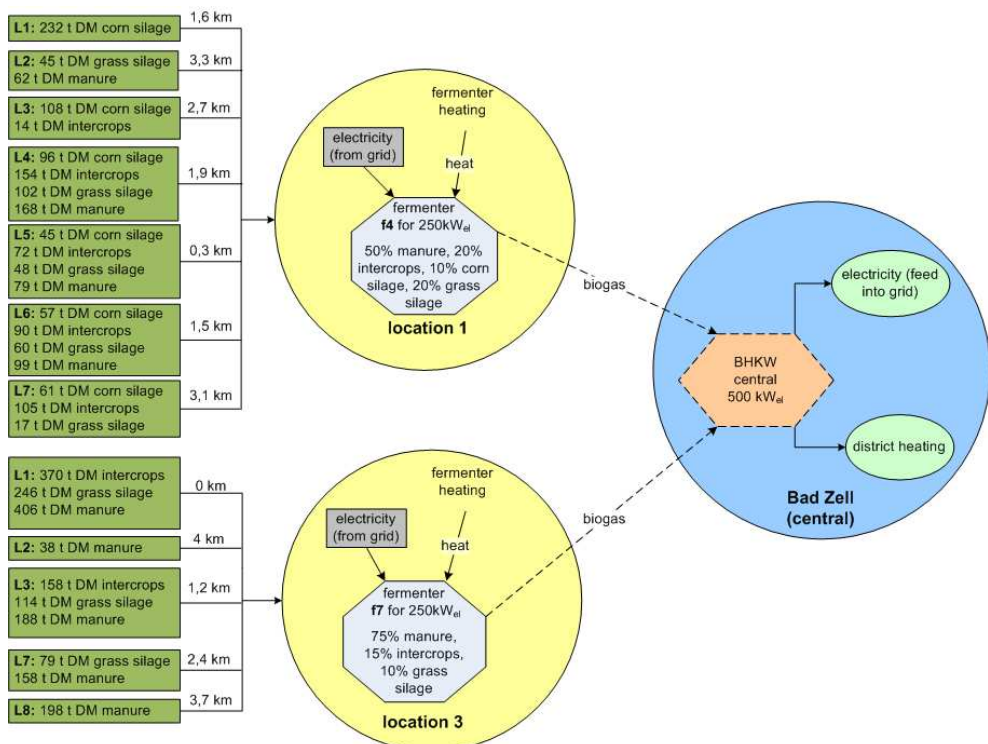 L1: 232 t DM corn silage
1,6 km
L2: 45 t DM grass silage
62 t DM manure
3,3 km
L3: 108 t DM corn silage
14 t DM intercrops
2,7 km
L4: 96 t DM corn silage
154 t DM intercrops
102 t DM grass silage
168 t DM manure
1,9 km
L5: 45 t DM corn silage
72 t DM intercrops
48 t DM grass silage
79 t DM manure
0,3 km
L6: 57 t DM corn silage
90 t DM intercrops
60 t DM grass silage
99 t DM manure
1,5 km
L7: 61 t DM corn silage
105 t DM intercrops
17 t DM grass silage
3,1 km
fermenter
heating
electricity
(from grid)
heat
fermenter
f4 for 250kWel
50% manure, 20%
intercrops, 10% corn
silage, 20% grass
silage
location 1
biogas
L1: 370 t DM intercrops
246 t DM grass silage
406 t DM manure
0 km
L2: 38 t DM manure
4 km
L3: 158 t DM intercrops
114 t DM grass silage
188 t DM manure
1,2 km
L7: 79 t DM grass silage
158 t DM manure
2,4 km
L8: 198 t DM manure
3,7 km
fermenter
heating
electricity
(from grid)
heat
fermenter
f7 for 250kWel
75% manure,
15% intercrops,
10% grass
silage
location 3
biogas
electricity (feed
into grid)
BHKW
central
500 kWel
district heating
Bad Zell
(central)